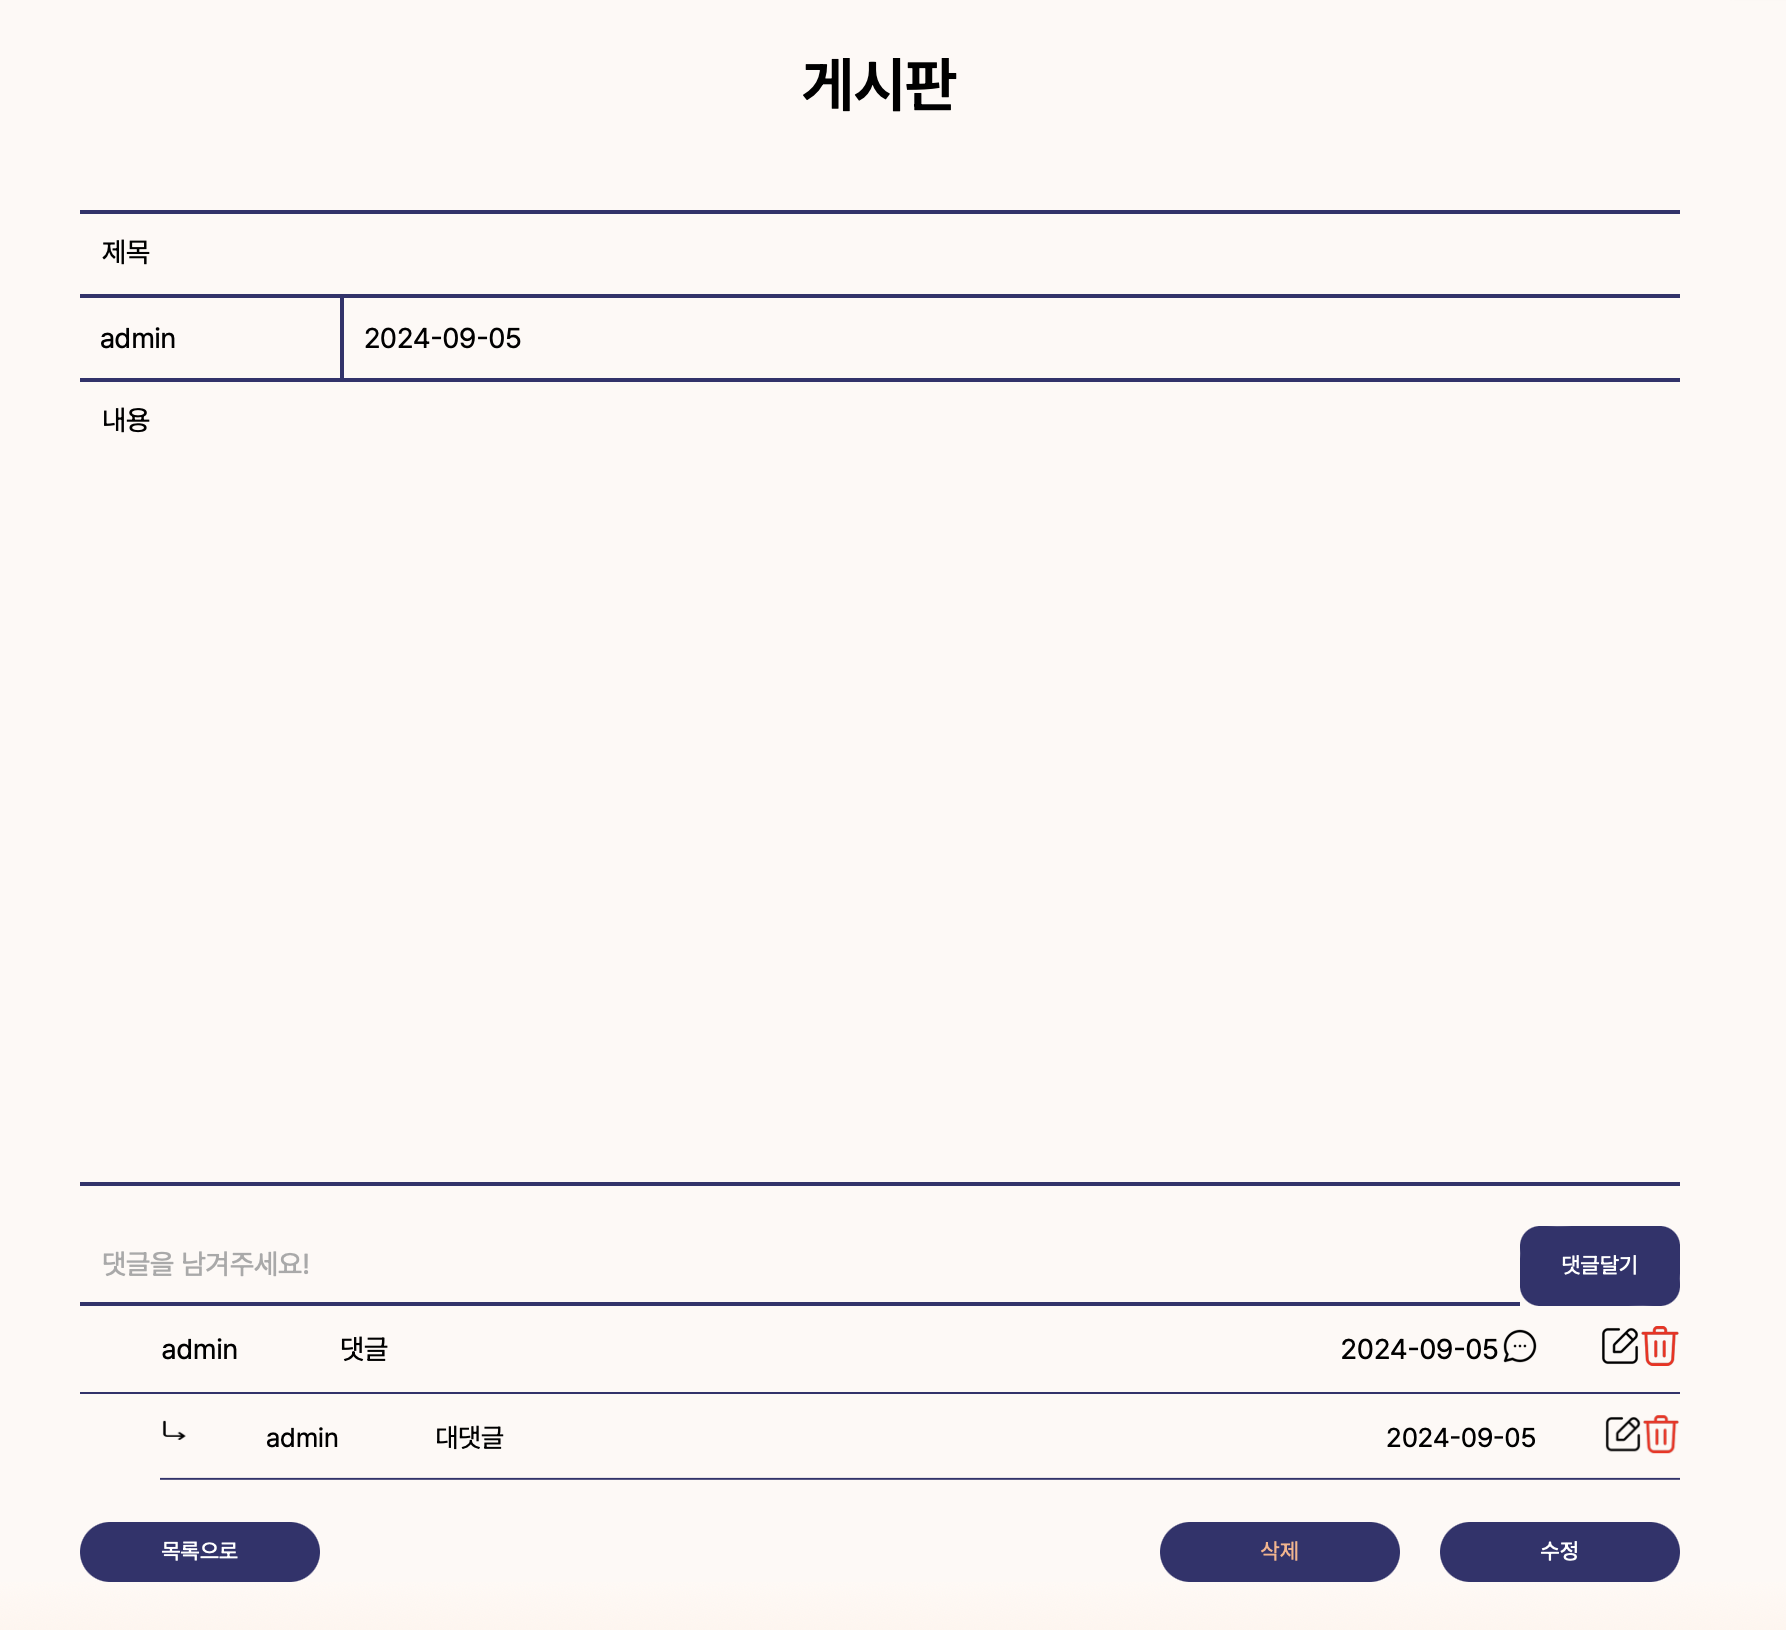 게시판
제목
admin 2024-09-05
내용
댓글을 남겨주세요! 댓글달기
admin 댓글 2024-09-05
admin 대댓글 2024-09-05
목록으로 삭제 수정